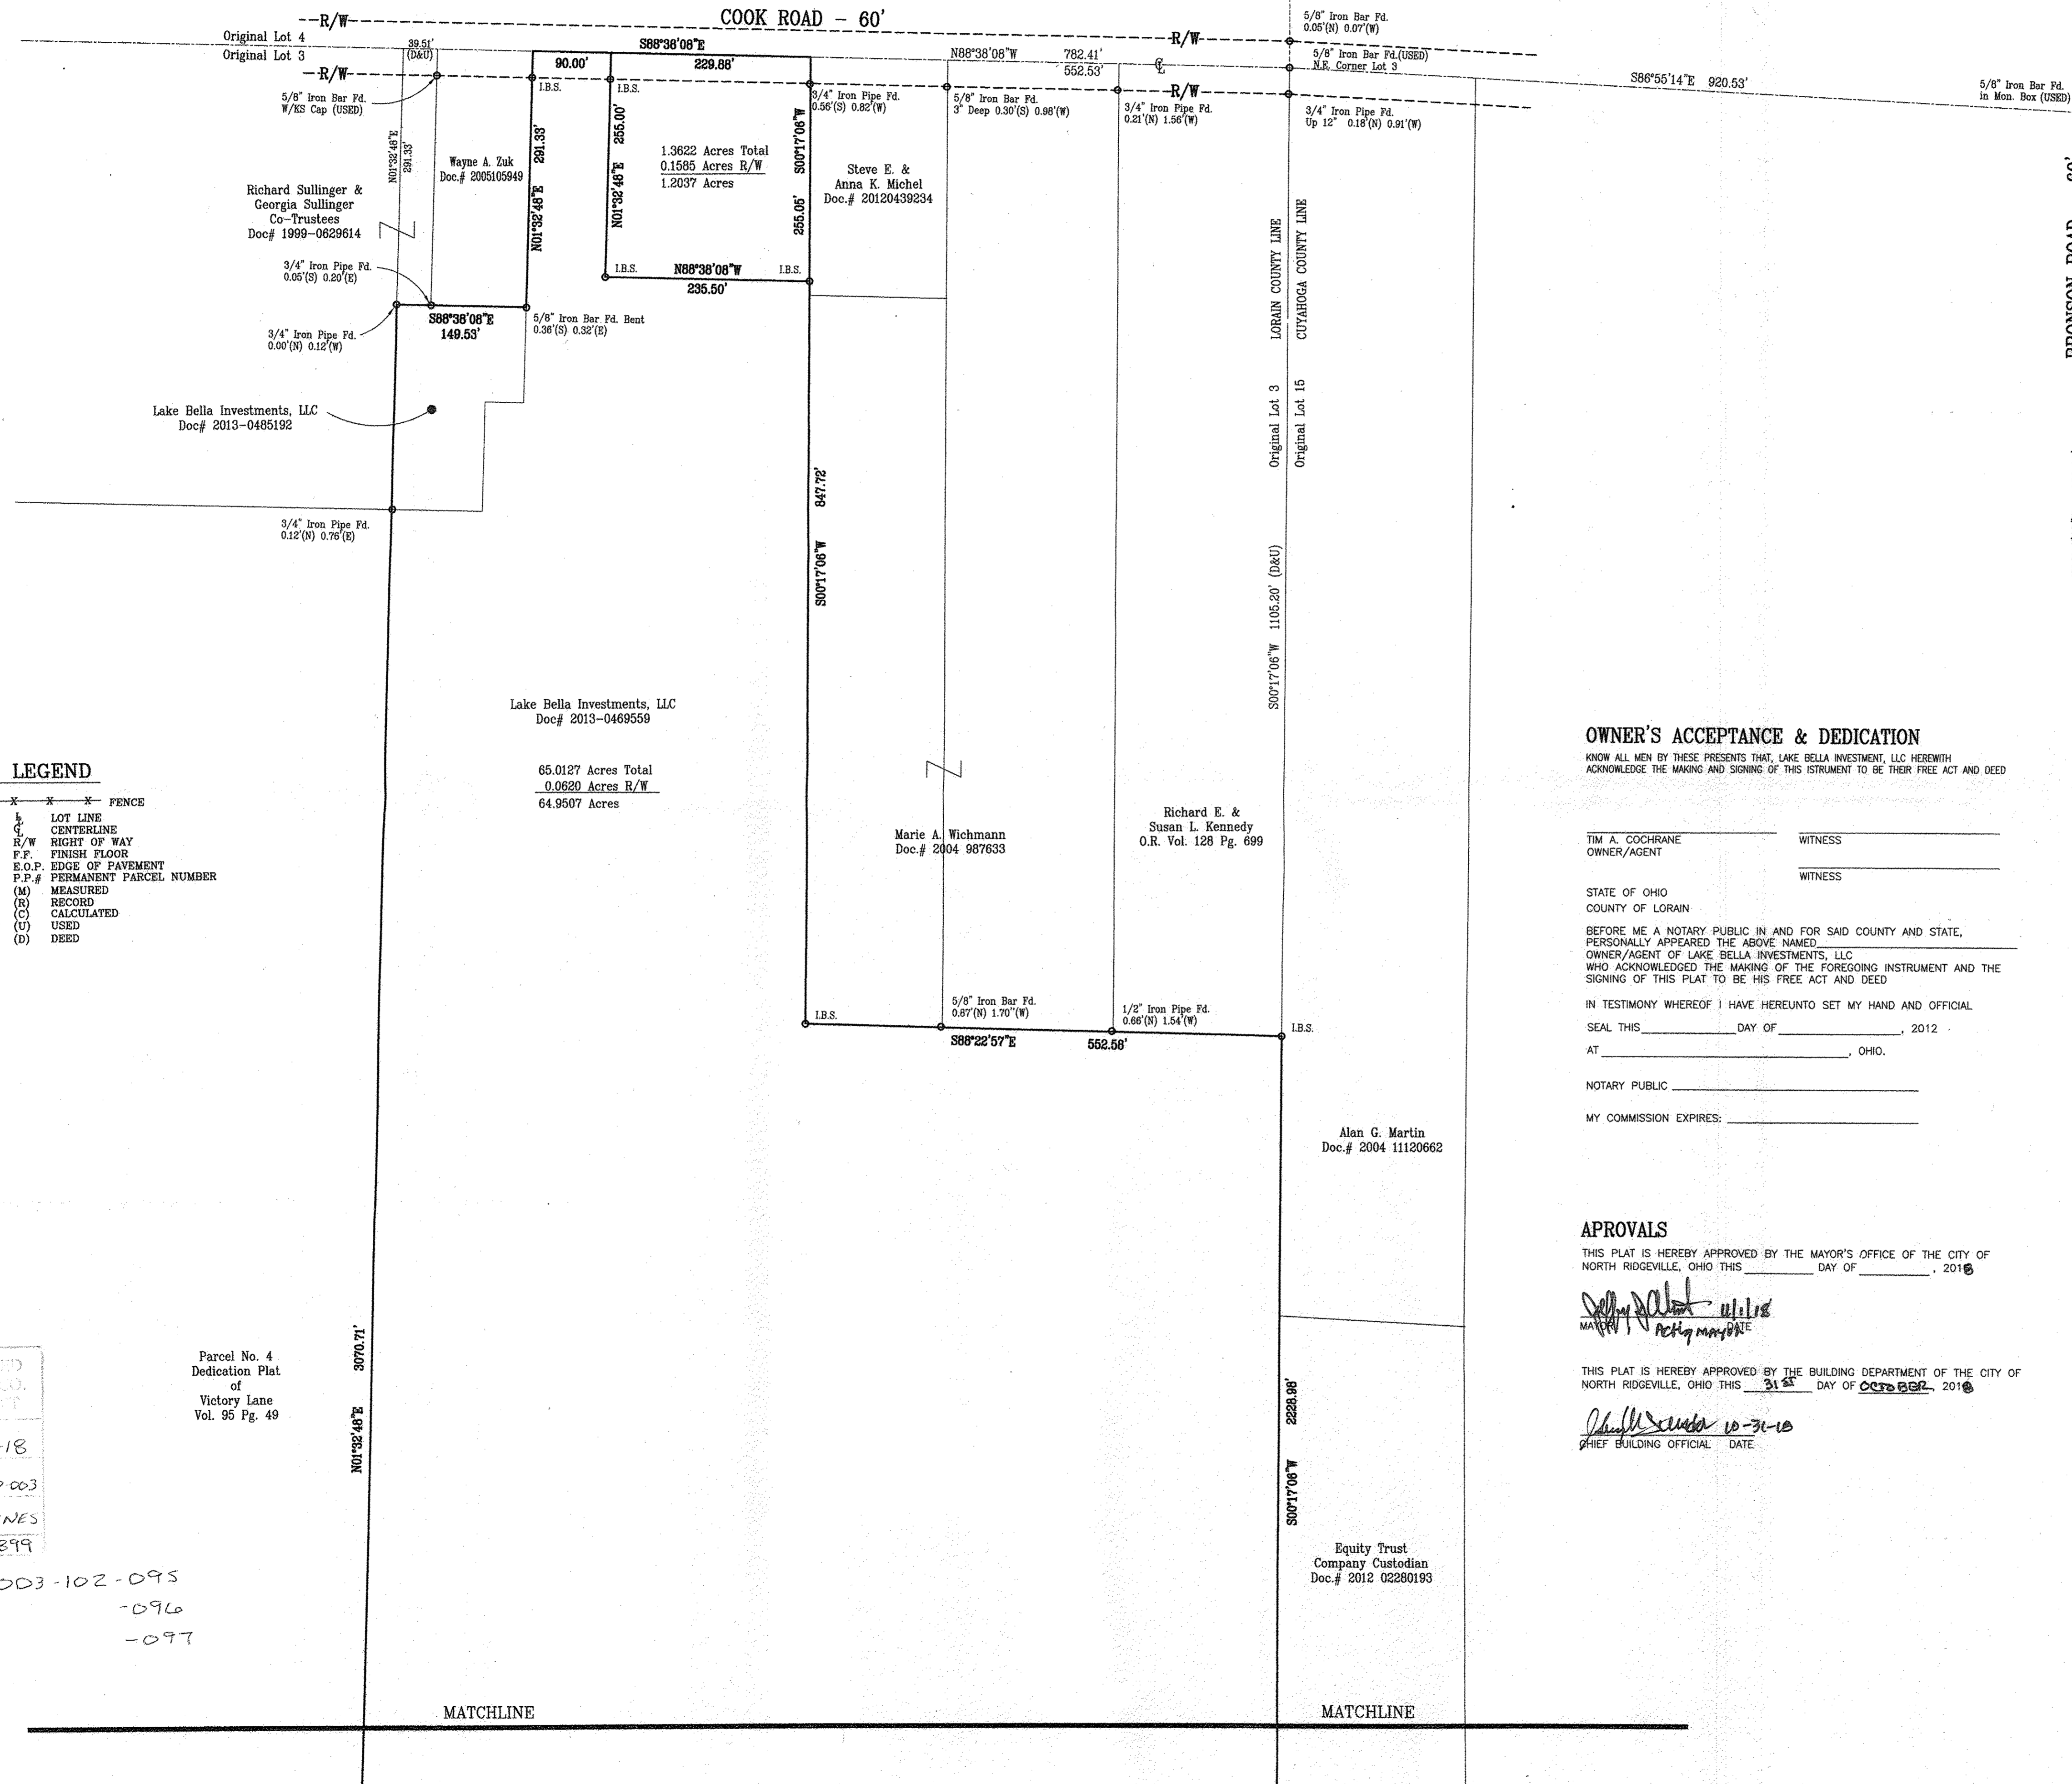 COOK ROAD - 60'
--R/W--
Original Lot 4
Original Lot 3
39.51'
(D&U)
--R/W--
S88°38'08"E
90.00'
229.88'
N88°38'08"W 782.41'
552.53'
R/W
R/W
5/8" Iron Bar Fd.
0.05'(N) 0.07'(W)
5/8" Iron Bar Fd.(USED)
N.E. Corner Lot 3
S86°55'14"E 920.53'
5/8" Iron Bar Fd.
in Mon. Box (USED)
5/8" Iron Bar Fd.
W/KS Cap (USED)
I.B.S.
I.B.S.
3/4" Iron Pipe Fd.
0.56'(S) 0.82'(W)
5/8" Iron Bar Fd.
3" Deep 0.30'(S) 0.98'(W)
3/4" Iron Pipe Fd.
0.21'(N) 1.56'(W)
3/4" Iron Pipe Fd.
Up 12" 0.18'(N) 0.91'(W)
N01°32'48"E
291.33'
Wayne A. Zuk
Doc.# 2005105949
N01°32'48"E 291.33'
N01°32'48"E 255.00'
1.3622 Acres Total
0.1585 Acres R/W
1.2037 Acres
255.05' S00°17'06"W
Steve E. &
Anna K. Michel
Doc.# 20120439234
Richard Sullinger &
Georgia Sullinger
Co-Trustees
Doc# 1999-0629614
3/4" Iron Pipe Fd.
0.05'(S) 0.20'(E)
I.B.S.
N88°38'08"W
235.50'
I.B.S.
LORAIN COUNTY LINE
CUYAHOGA COUNTY LINE
BRONSON ROAD 60'
S88°38'08"E
149.53'
5/8" Iron Bar Fd. Bent
0.36'(S) 0.32'(E)
3/4" Iron Pipe Fd.
0.00'(N) 0.12'(W)
Original Lot 3
Original Lot 15
Lake Bella Investments, LLC
Doc# 2013-0485192
3/4" Iron Pipe Fd.
0.12'(N) 0.76'(E)
S00°17'06"W 847.72'
S00°17'06"W 1105.20' (D&U)
Lake Bella Investments, LLC
Doc# 2013-0469559
65.0127 Acres Total
0.0620 Acres R/W
64.9507 Acres
Marie A. Wichmann
Doc.# 2004 987633
Richard E. &
Susan L. Kennedy
O.R. Vol. 128 Pg. 699
LEGEND
X X X FENCE
LOT LINE
CENTERLINE
R/W RIGHT OF WAY
F.F. FINISH FLOOR
E.O.P. EDGE OF PAVEMENT
P.P.# PERMANENT PARCEL NUMBER
(M) MEASURED
(R) RECORD
(C) CALCULATED
(U) USED
(D) DEED
I.B.S.
5/8" Iron Bar Fd.
0.87'(N) 1.70"(W)
1/2" Iron Pipe Fd.
0.66'(N) 1.54'(W)
I.B.S.
S88°22'57"E 552.58'
Alan G. Martin
Doc.# 2004 11120662
N01°32'48"E 3070.71'
Parcel No. 4
Dedication Plat
of
Victory Lane
Vol. 95 Pg. 49
S00°17'06"W 2228.98'
Equity Trust
Company Custodian
Doc.# 2012 02280193
OWNER'S ACCEPTANCE & DEDICATION
KNOW ALL MEN BY THESE PRESENTS THAT, LAKE BELLA INVESTMENT, LLC HEREWITH
ACKNOWLEDGE THE MAKING AND SIGNING OF THIS ISTRUMENT TO BE THEIR FREE ACT AND DEED
TIM A. COCHRANE WITNESS
OWNER/AGENT
WITNESS
STATE OF OHIO
COUNTY OF LORAIN
BEFORE ME A NOTARY PUBLIC IN AND FOR SAID COUNTY AND STATE,
PERSONALLY APPEARED THE ABOVE NAMED
OWNER/AGENT OF LAKE BELLA INVESTMENTS, LLC
WHO ACKNOWLEDGED THE MAKING OF THE FOREGOING INSTRUMENT AND THE
SIGNING OF THIS PLAT TO BE HIS FREE ACT AND DEED
IN TESTIMONY WHEREOF I HAVE HEREUNTO SET MY HAND AND OFFICIAL
SEAL THIS DAY OF , 2012
AT , OHIO.
NOTARY PUBLIC
MY COMMISSION EXPIRES:
APROVALS
THIS PLAT IS HEREBY APPROVED BY THE MAYOR'S OFFICE OF THE CITY OF
NORTH RIDGEVILLE, OHIO THIS DAY OF , 2018
11/1/18
MAYOR Acting MAYOR DATE
THIS PLAT IS HEREBY APPROVED BY THE BUILDING DEPARTMENT OF THE CITY OF
NORTH RIDGEVILLE, OHIO THIS 31ST DAY OF OCTOBER, 2018
10-31-18
CHIEF BUILDING OFFICIAL DATE
-18
-003
NES
899
003-102-095
-096
-097
MATCHLINE
MATCHLINE